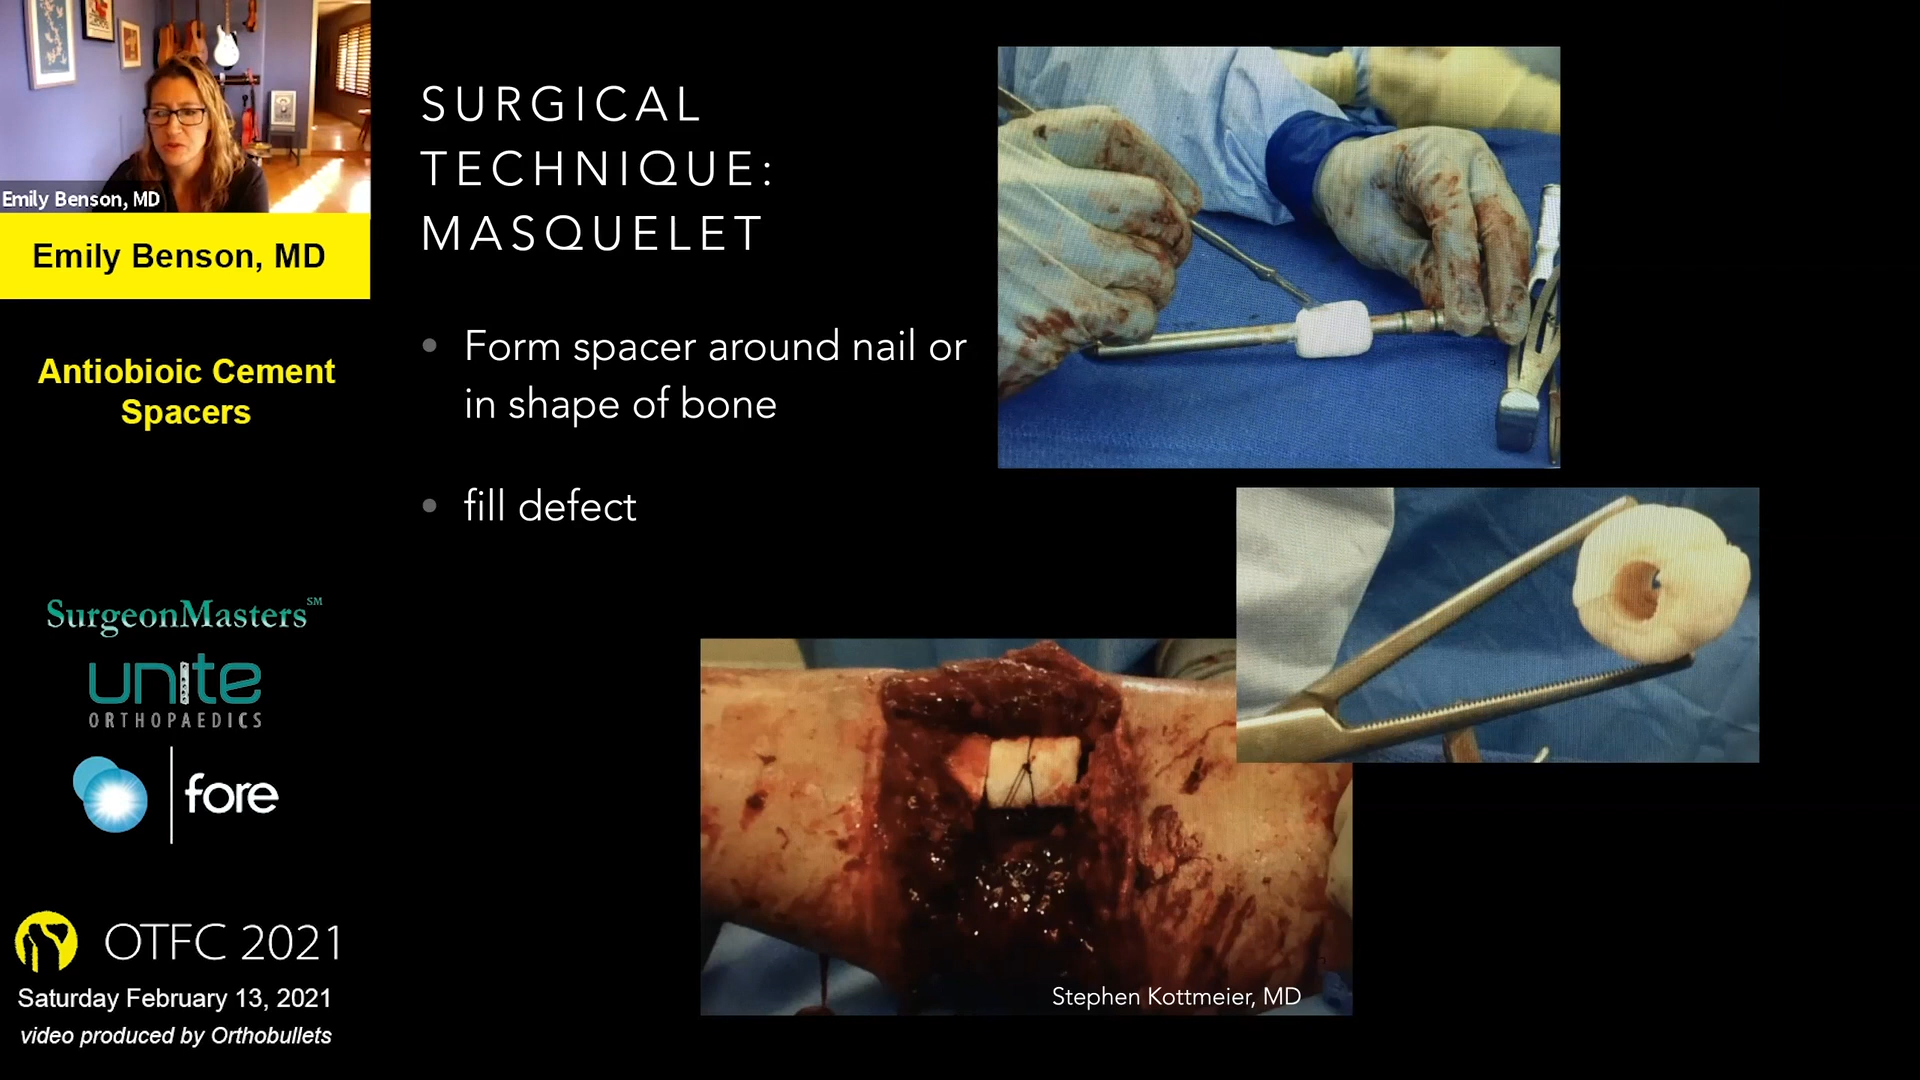 Emily Benson, MD
Emily Benson, MD
Antiobioic Cement
Spacers
SurgeonMasters℠
unite
ORTHOPAEDICS
fore
OTFC 2021
Saturday February 13, 2021
video produced by Orthobullets
SURGICAL
TECHNIQUE:
MASQUELET
• Form spacer around nail or
in shape of bone
• fill defect
Stephen Kottmeier, MD